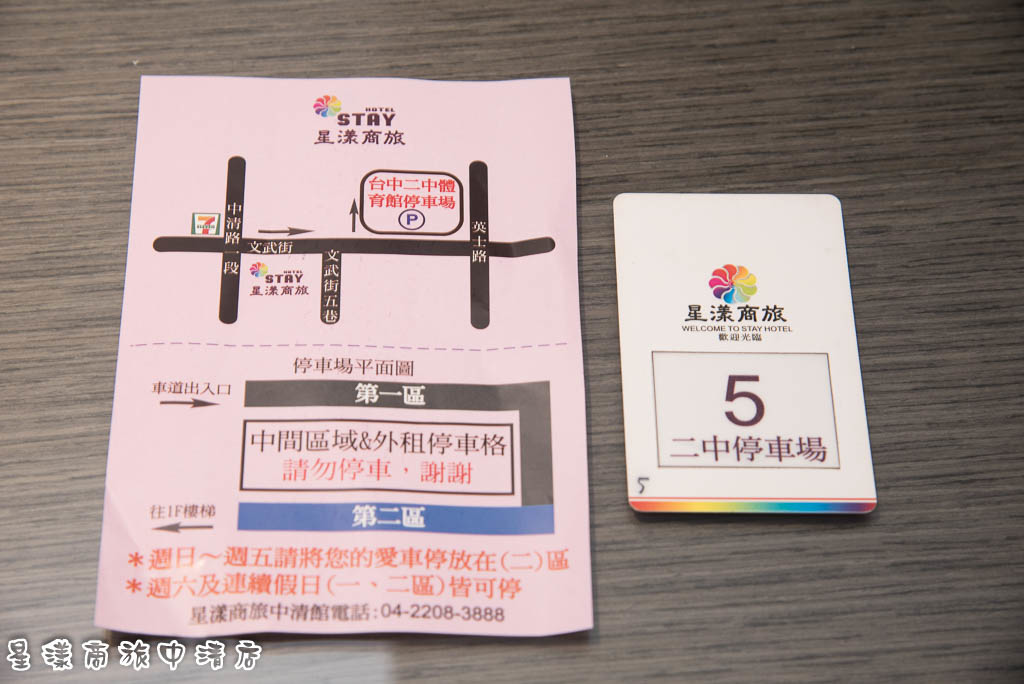 HOTEL
STAY
星漾商旅
台中二中體
育館停車場
P
7
ELEVEN
中清路一段
文武街
文武街五巷
英士路
HOTEL
STAY
星漾商旅
停車場平面圖
車道出入口
第一區
中間區域&外租停車格
請勿停車，謝謝
往1F樓梯
第二區
*週日～週五請將您的愛車停放在(二)區
*週六及連續假日(一、二區)皆可停
星漾商旅中清館電話:04-2208-3888
星漾商旅
WELCOME TO STAY HOTEL
歡迎光臨
5
二中停車場
5
星漾商旅中清店